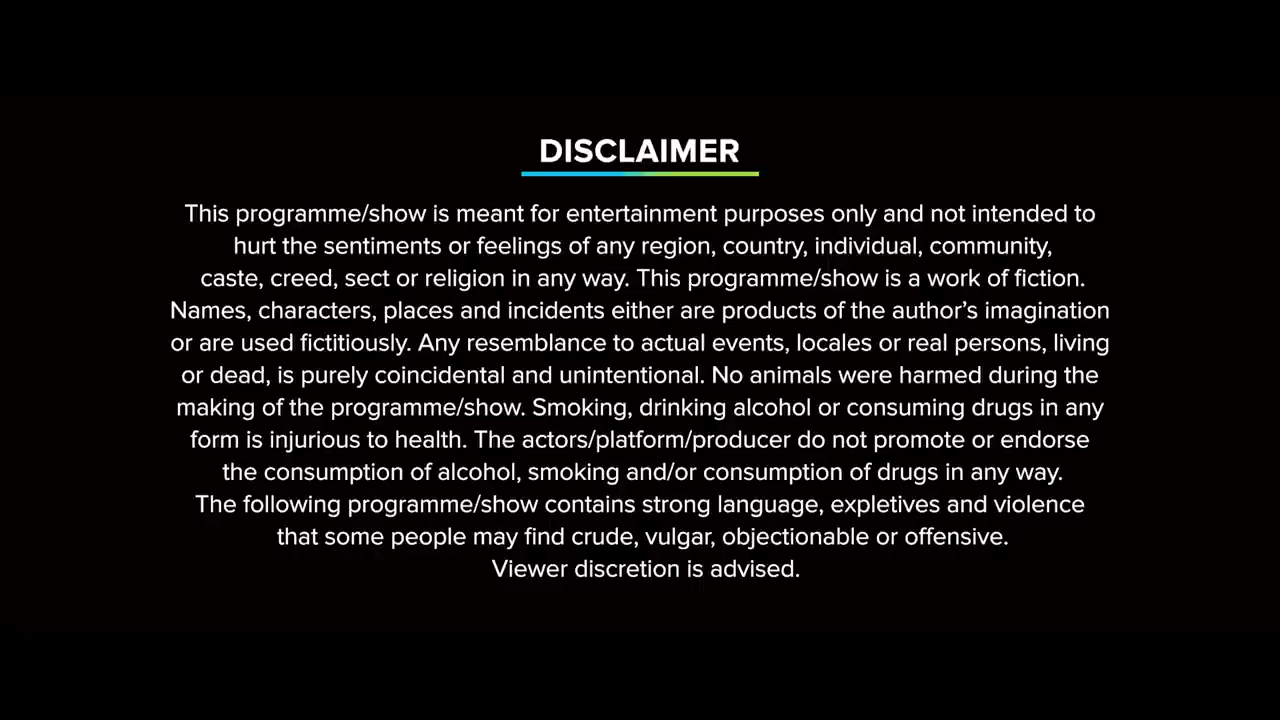 DISCLAIMER
This programme/show is meant for entertainment purposes only and not intended to
hurt the sentiments or feelings of any region, country, individual, community,
caste, creed, sect or religion in any way. This programme/show is a work of fiction.
Names, characters, places and incidents either are products of the author’s imagination
or are used fictitiously. Any resemblance to actual events, locales or real persons, living
or dead, is purely coincidental and unintentional. No animals were harmed during the
making of the programme/show. Smoking, drinking alcohol or consuming drugs in any
form is injurious to health. The actors/platform/producer do not promote or endorse
the consumption of alcohol, smoking and/or consumption of drugs in any way.
The following programme/show contains strong language, expletives and violence
that some people may find crude, vulgar, objectionable or offensive.
Viewer discretion is advised.